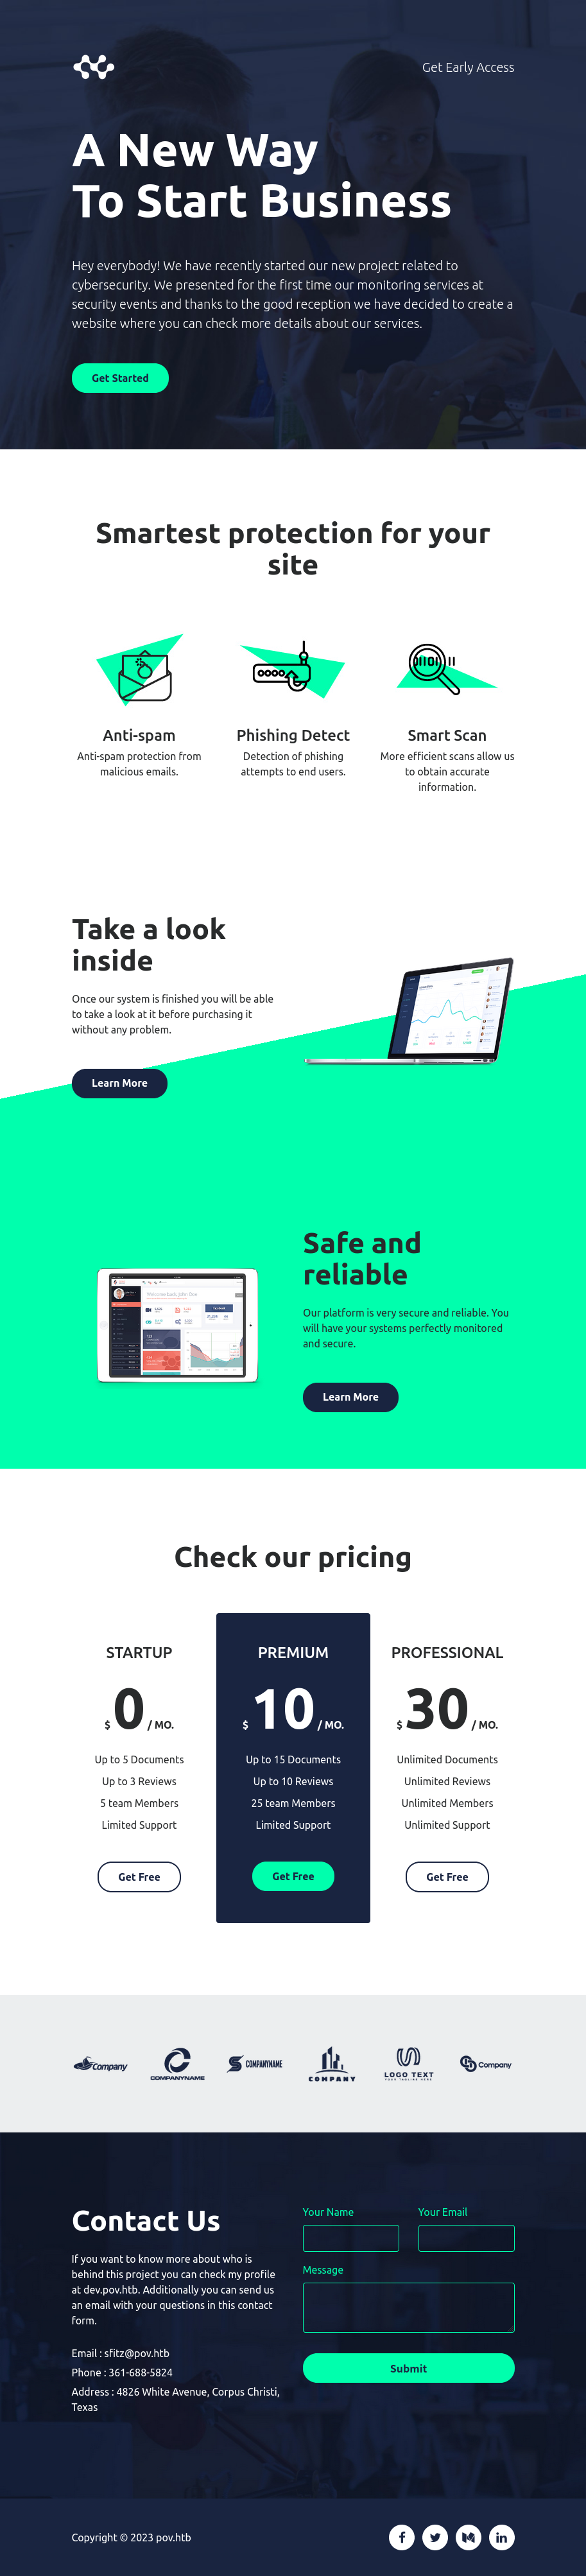 Get Early Access
A New Way
To Start Business
Hey everybody! We have recently started our new project related to
cybersecurity. We presented for the first time our monitoring services at
security events and thanks to the good reception we have decided to create a
website where you can check more details about our services.
Get Started
Smartest protection for your
site
Anti-spam
Anti-spam protection from
malicious emails.
Phishing Detect
Detection of phishing
attempts to end users.
Smart Scan
More efficient scans allow us
to obtain accurate
information.
Take a look
inside
Once our system is finished you will be able
to take a look at it before purchasing it
without any problem.
Learn More
Safe and
reliable
Our platform is very secure and reliable. You
will have your systems perfectly monitored
and secure.
Learn More
Check our pricing
STARTUP
$ 0 / MO.
Up to 5 Documents
Up to 3 Reviews
5 team Members
Limited Support
Get Free
PREMIUM
$ 10 / MO.
Up to 15 Documents
Up to 10 Reviews
25 team Members
Limited Support
Get Free
PROFESSIONAL
$ 30 / MO.
Unlimited Documents
Unlimited Reviews
Unlimited Members
Unlimited Support
Get Free
Company
COMPANYNAME
COMPANYNAME
COMPANY
LOGO TEXT
Company
Contact Us
If you want to know more about who is
behind this project you can check my profile
at dev.pov.htb. Additionally you can send us
an email with your questions in this contact
form.
Email : sfitz@pov.htb
Phone : 361-688-5824
Address : 4826 White Avenue, Corpus Christi,
Texas
Your Name
Your Email
Message
Submit
Copyright © 2023 pov.htb